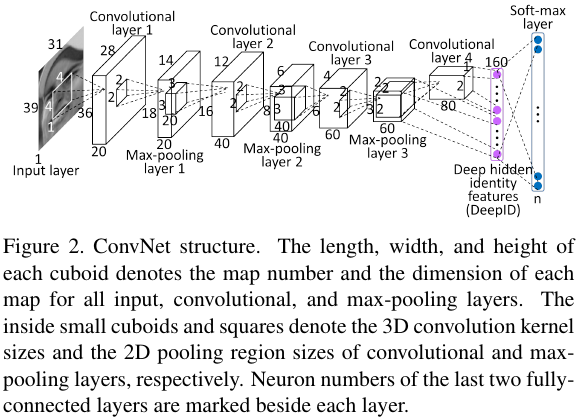 Soft-max
layer
Convolutional
layer 1
Convolutional
layer 2
Convolutional
layer 3
Convolutional
layer 4
31
39
4
4
1
1
Input layer
28
36
2
2
20
14
18
3
3
20
20
Max-pooling
layer 1
12
16
2
2
40
6
8
3
3
40
40
Max-pooling
layer 2
4
6
2
2
60
2
3
2
2
60
60
Max-pooling
layer 3
1
2
80
160
Deep hidden
identity
features
(DeepID)
n
Figure 2. ConvNet structure. The length, width, and height of
each cuboid denotes the map number and the dimension of each
map for all input, convolutional, and max-pooling layers. The
inside small cuboids and squares denote the 3D convolution kernel
sizes and the 2D pooling region sizes of convolutional and max-
pooling layers, respectively. Neuron numbers of the last two fully-
connected layers are marked beside each layer.